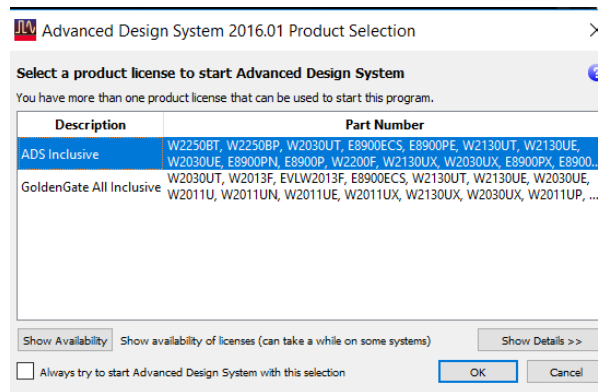 Advanced Design System 2016.01 Product Selection
Select a product license to start Advanced Design System
You have more than one product license that can be used to start this program.
Description Part Number
ADS Inclusive W2250BT, W2250BP, W2030UT, E8900ECS, E8900PE, W2130UT, W2130UE,
W2030UE, E8900PN, E8900P, W2200F, W2130UX, W2030UX, E8900PX, E8900...
GoldenGate All Inclusive W2030UT, W2013F, EVLW2013F, E8900ECS, W2130UT, W2130UE, W2030UE,
W2011U, W2011UN, W2011UE, W2011UX, W2130UX, W2030UX, W2011UP, ...
Show Availability Show availability of licenses (can take a while on some systems) Show Details >>
Always try to start Advanced Design System with this selection OK Cancel